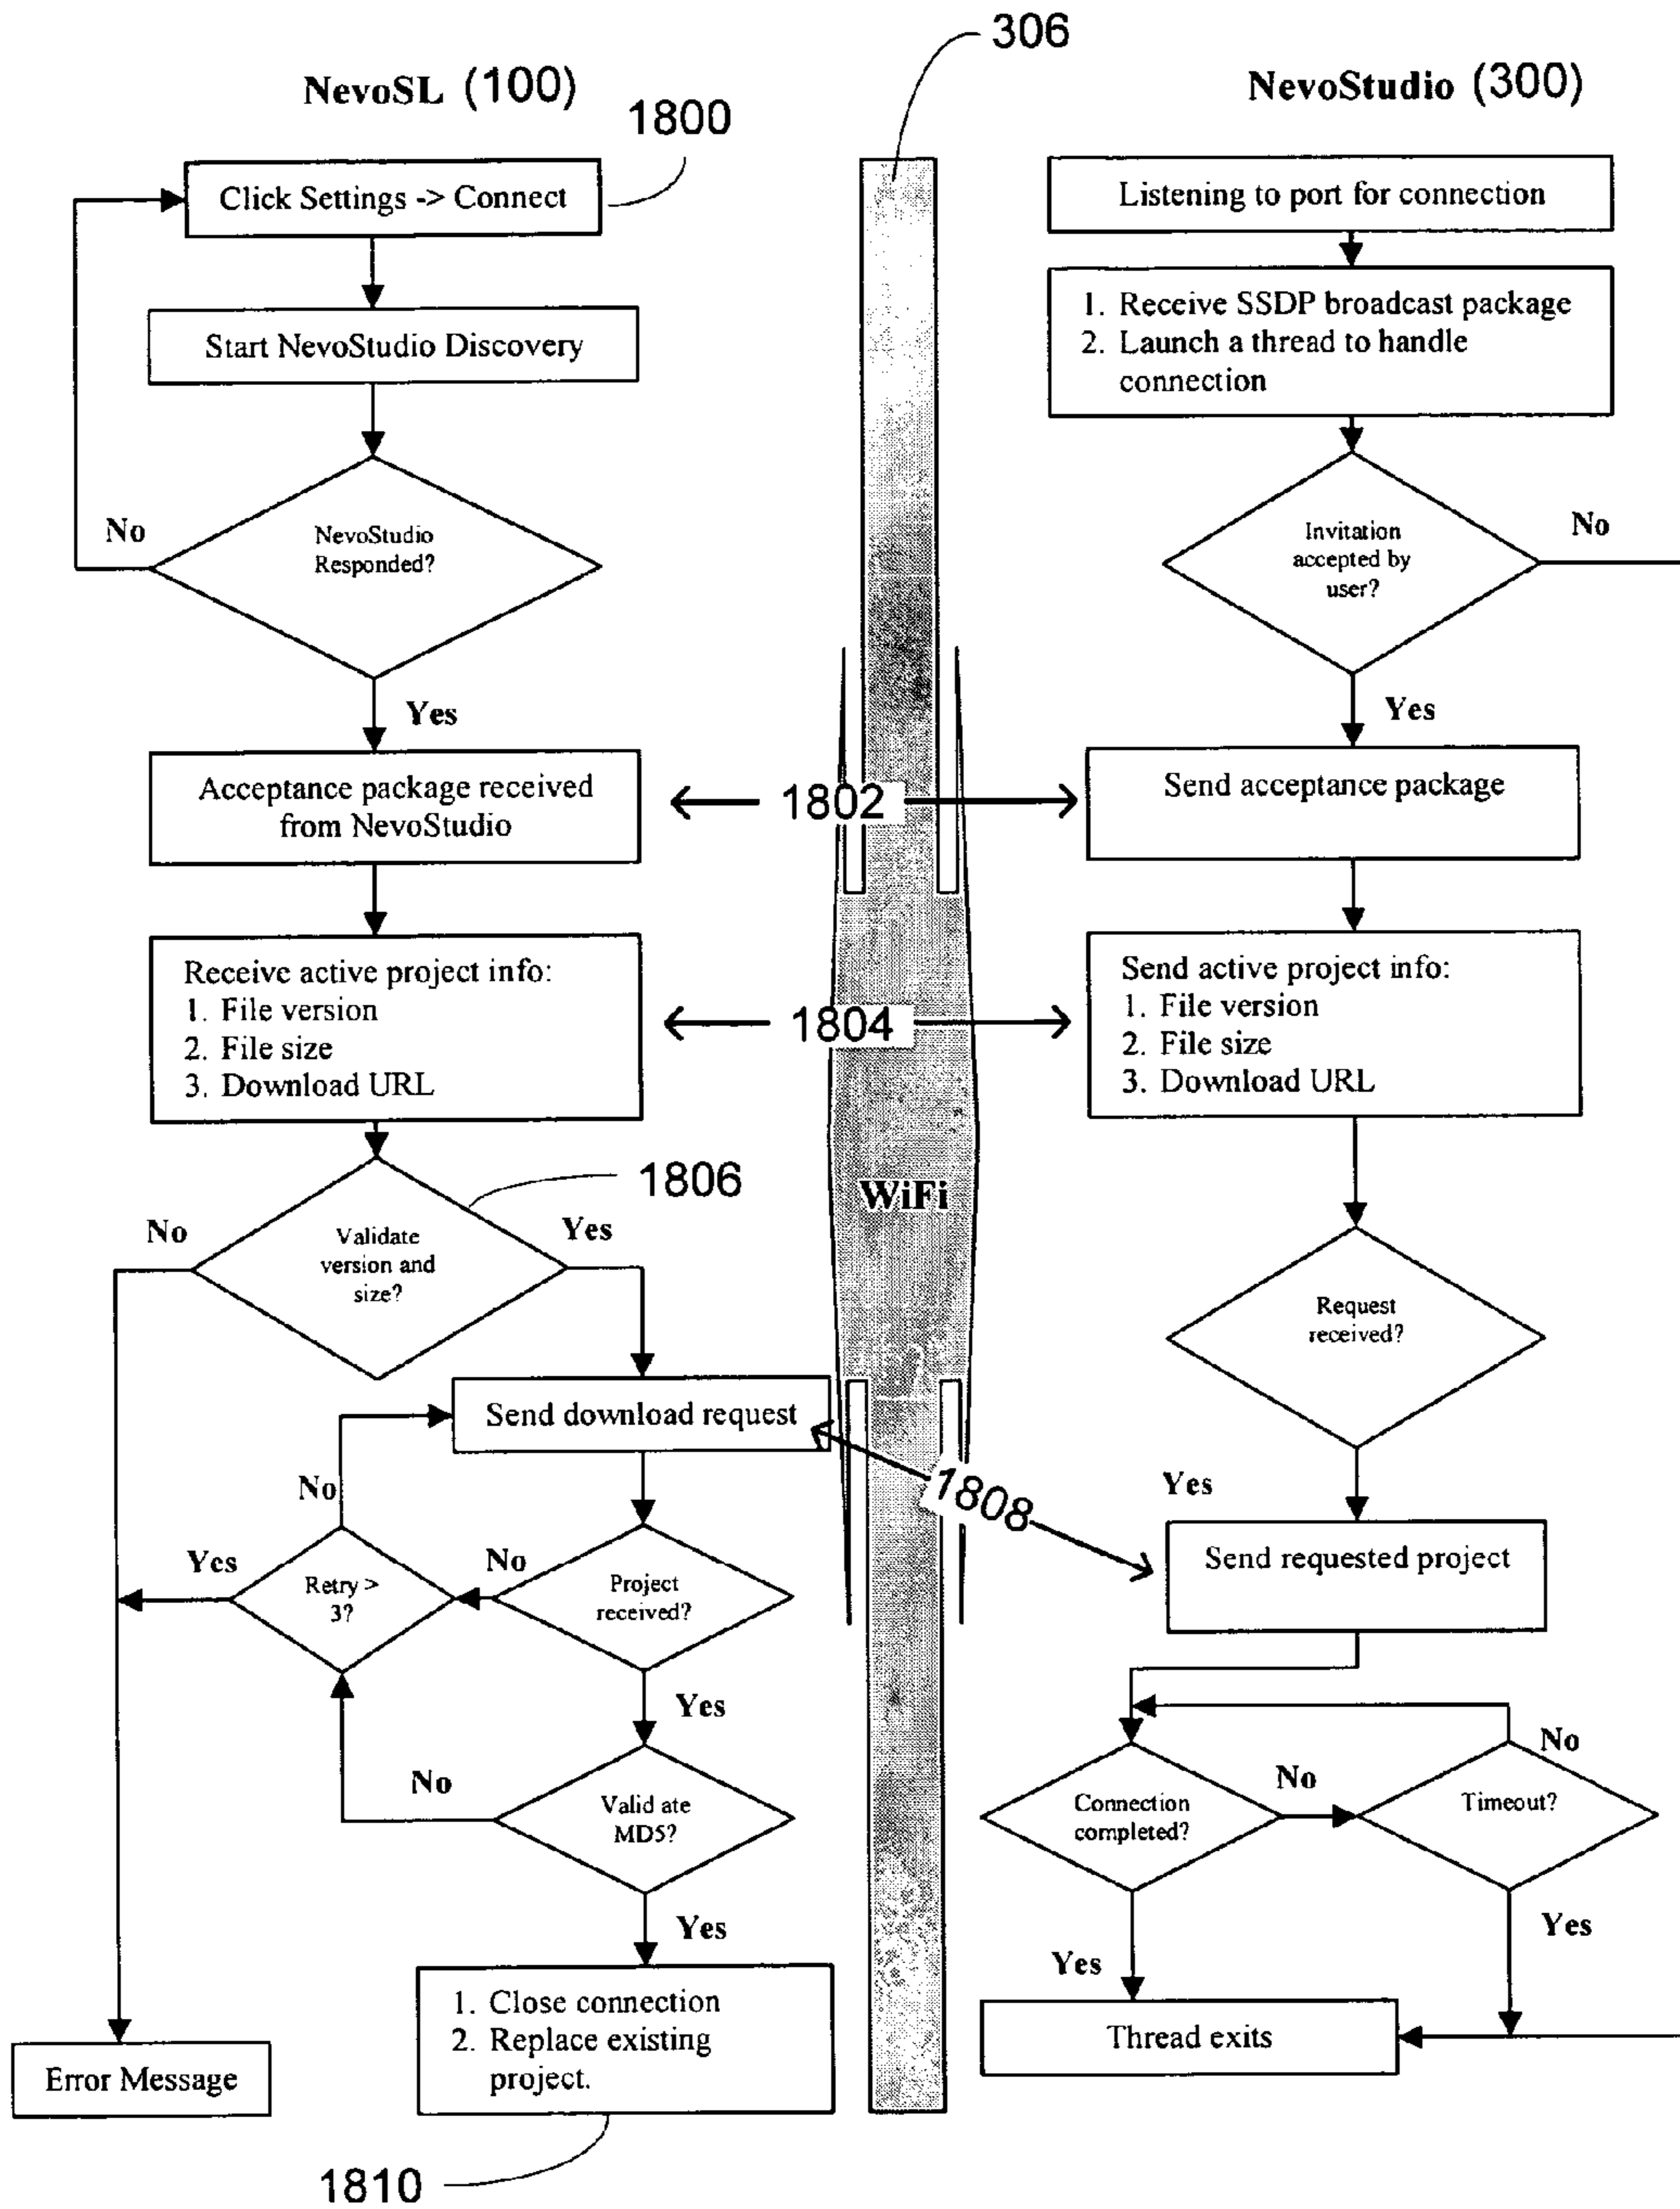 306
NevoSL (100)
NevoStudio (300)
1800
Click Settings -> Connect
Start NevoStudio Discovery
No
NevoStudio
Responded?
Yes
Acceptance package received
from NevoStudio
Receive active project info:
1. File version
2. File size
3. Download URL
1806
No
Yes
Validate
version and
size?
Send download request
No
Yes
Retry >
3?
No
Project
received?
Yes
No
Valid ate
MD5?
Yes
1. Close connection
2. Replace existing
project.
Error Message
1810
1802
1804
WiFi
1808
Listening to port for connection
1. Receive SSDP broadcast package
2. Launch a thread to handle
connection
Invitation
accepted by
user?
No
Yes
Send acceptance package
Send active project info:
1. File version
2. File size
3. Download URL
Request
received?
Yes
Send requested project
Connection
completed?
No
Timeout?
No
Yes
Yes
Thread exits